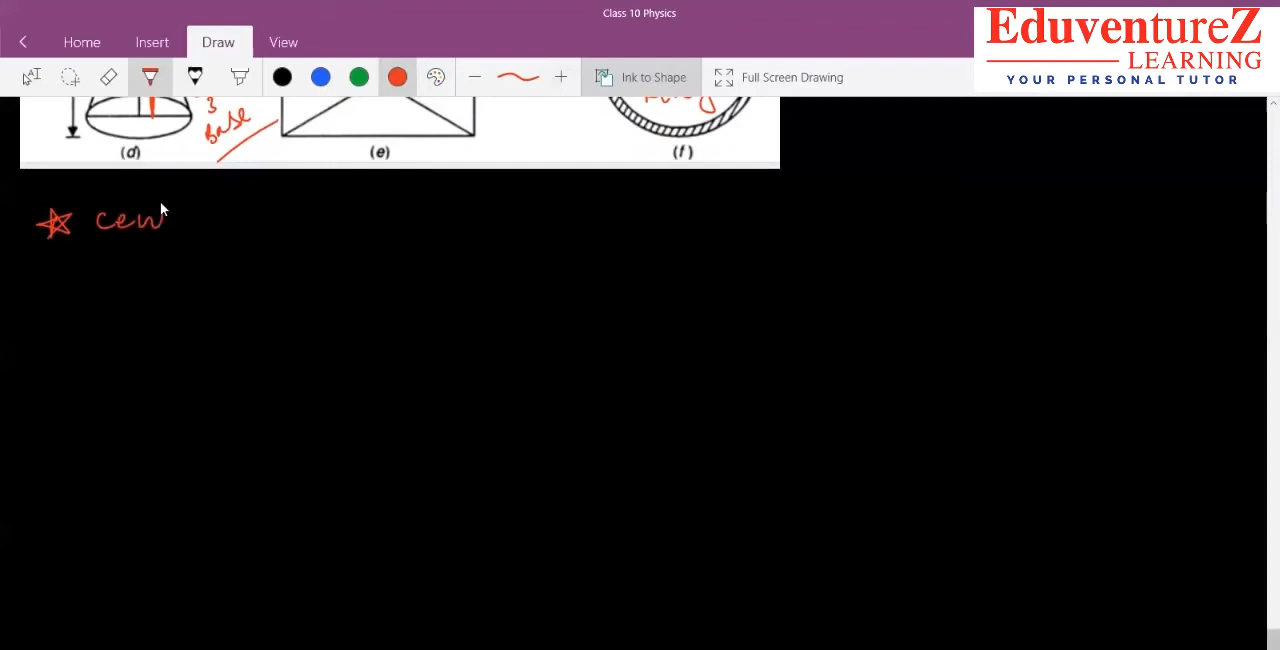 Class 10 Physics
EduventureZ
LEARNING
YOUR PERSONAL TUTOR
Home Insert Draw View
Ink to Shape Full Screen Drawing
3
Base
(d) (e) (f)
cen